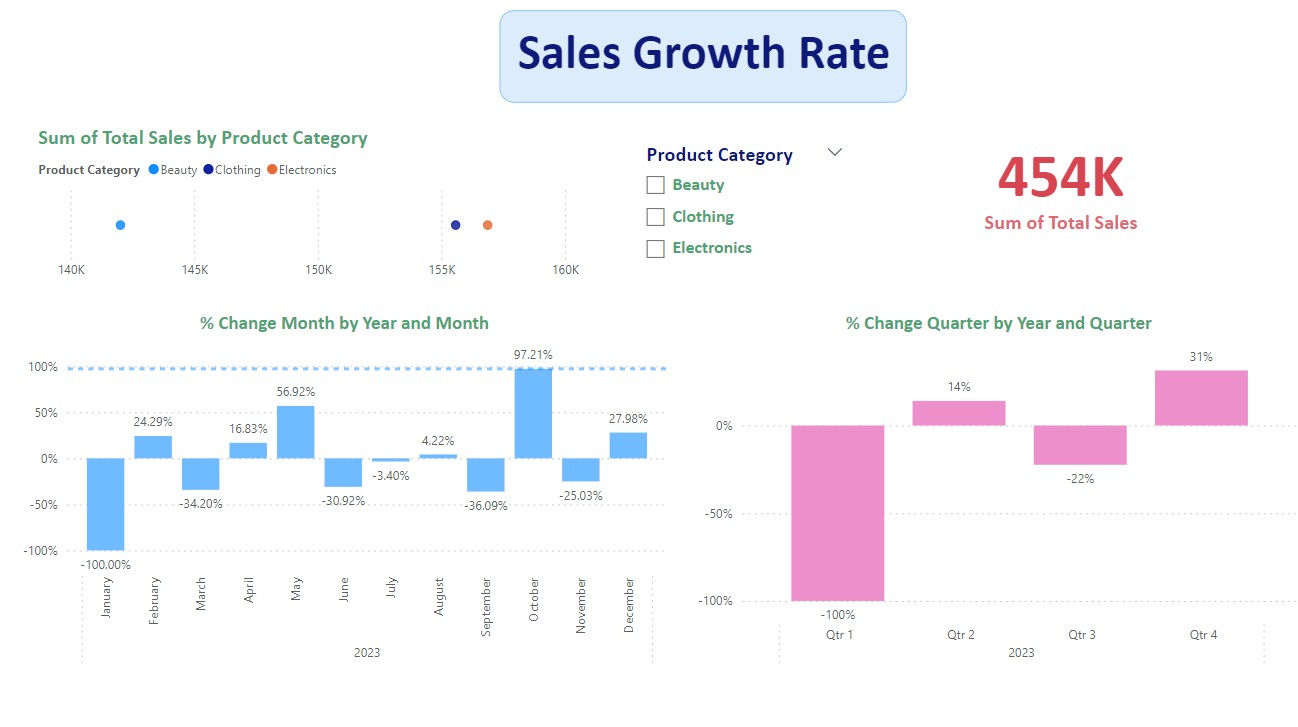 Sales Growth Rate
Sum of Total Sales by Product Category
Product Category Beauty Clothing Electronics
140K 145K 150K 155K 160K
Product Category
Beauty
Clothing
Electronics
454K
Sum of Total Sales
% Change Month by Year and Month
100%
50%
0%
-50%
-100%
-100.00%
24.29%
-34.20%
16.83%
56.92%
-30.92%
-3.40%
4.22%
-36.09%
97.21%
-25.03%
27.98%
January
February
March
April
May
June
July
August
September
October
November
December
2023
% Change Quarter by Year and Quarter
0%
-50%
-100%
-100%
14%
-22%
31%
Qtr 1 Qtr 2 Qtr 3 Qtr 4
2023